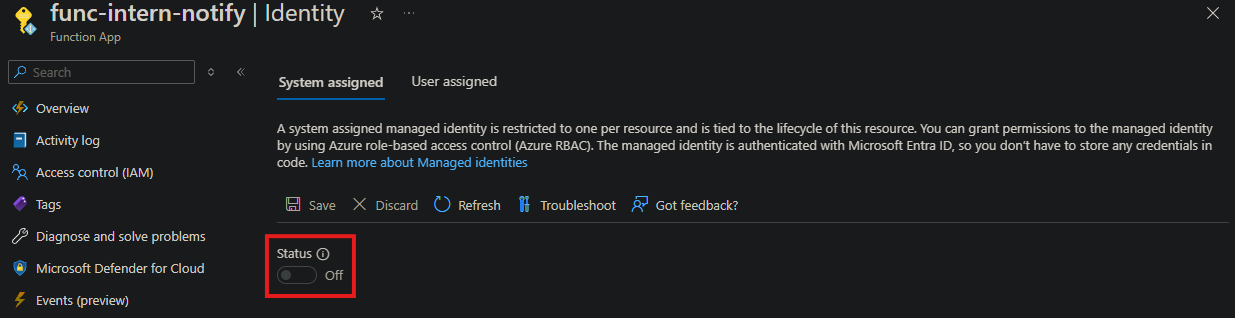 func-intern-notify | Identity
Function App
Search
Overview
Activity log
Access control (IAM)
Tags
Diagnose and solve problems
Microsoft Defender for Cloud
Events (preview)
System assigned
User assigned
A system assigned managed identity is restricted to one per resource and is tied to the lifecycle of this resource. You can grant permissions to the managed identity
by using Azure role-based access control (Azure RBAC). The managed identity is authenticated with Microsoft Entra ID, so you don't have to store any credentials in
code. Learn more about Managed identities
Save Discard Refresh Troubleshoot Got feedback?
Status
Off